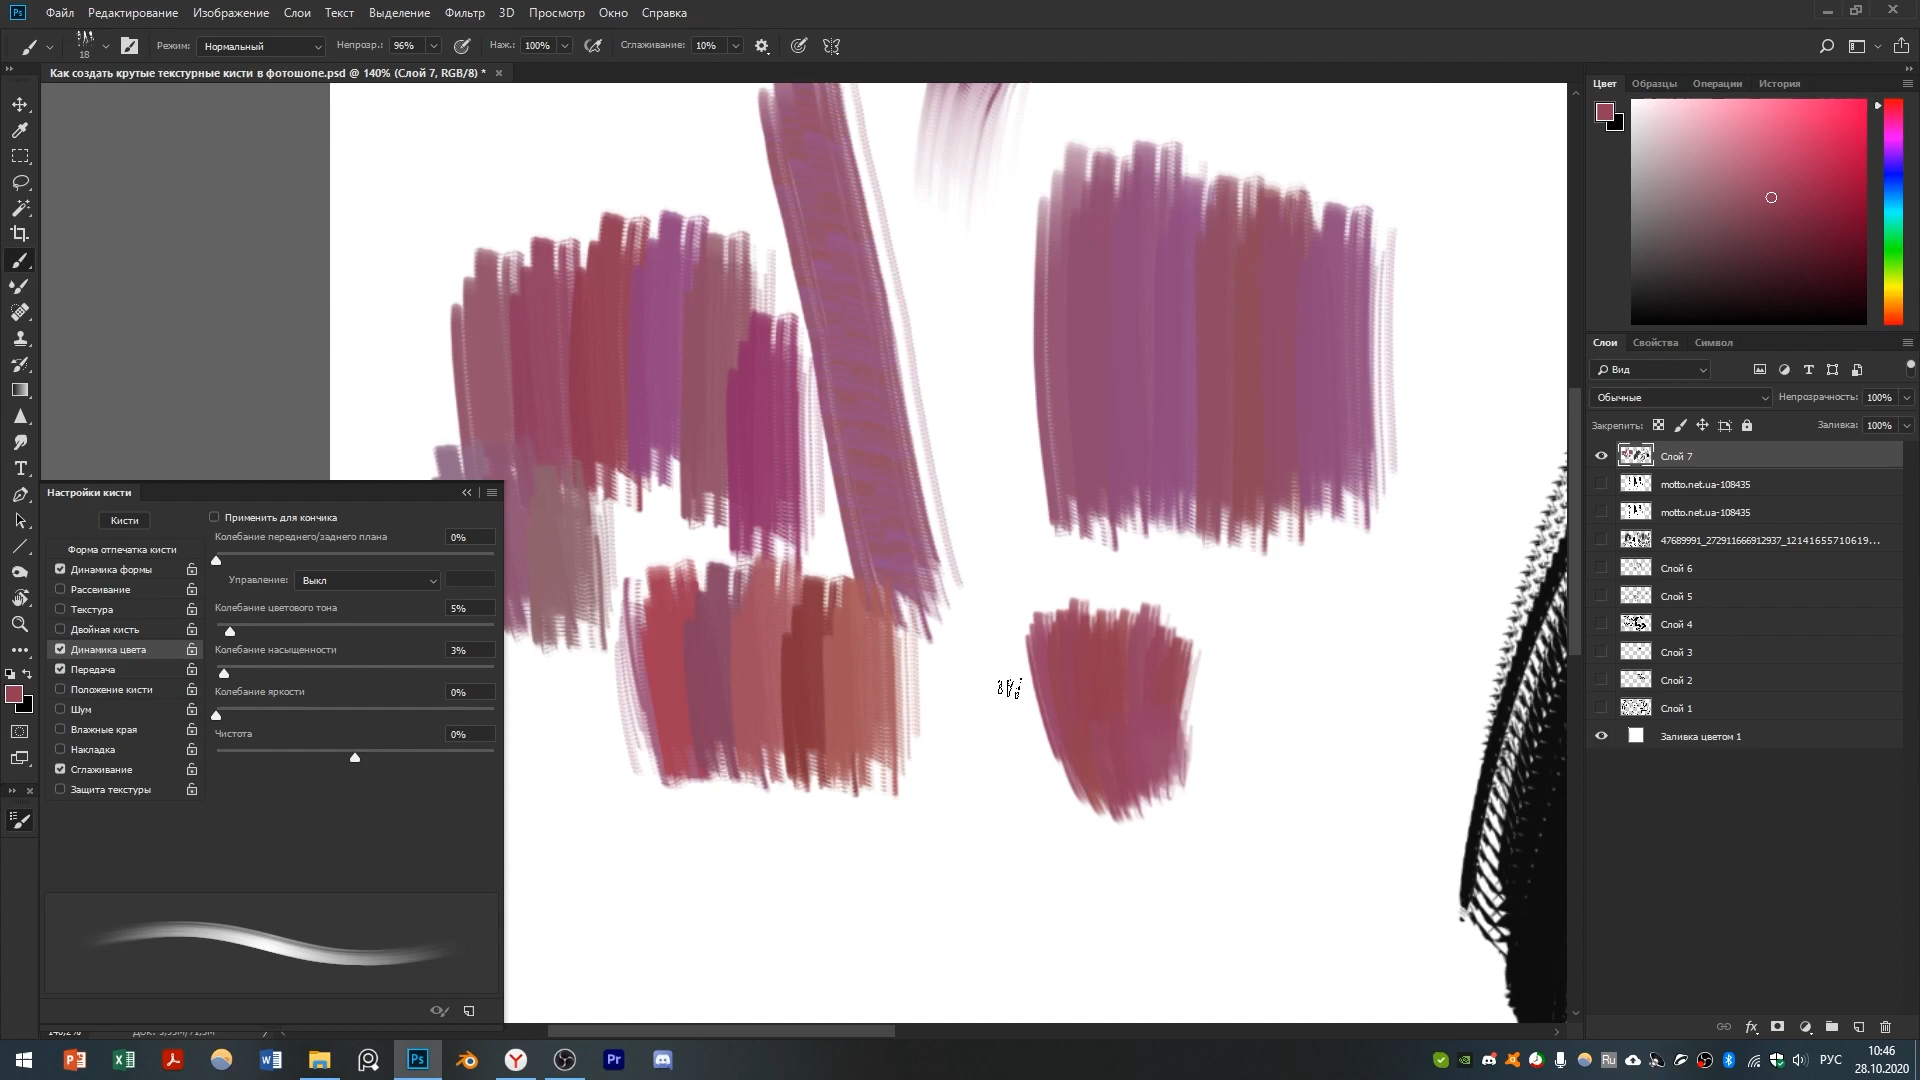 Ps Файл Редактирование Изображение Слои Текст Выделение Фильтр 3D Просмотр Окно Справка
18 Режим: Нормальный Непрозр.: 96% Наж.: 100% Сглаживание: 10%
Как создать крутые текстурные кисти в фотошопе.psd @ 140% (Слой 7, RGB/8) *
Цвет Образцы Операции История
Слои Свойства Символ
Вид
Обычные Непрозрачность: 100%
Закрепить: Заливка: 100%
Слой 7
motto.net.ua-108435
motto.net.ua-108435
47689991_272911666912937_12141655710619...
Слой 6
Слой 5
Слой 4
Слой 3
Слой 2
Слой 1
Заливка цветом 1
Настройки кисти
Кисти
Форма отпечатка кисти
Динамика формы
Рассеивание
Текстура
Двойная кисть
Динамика цвета
Передача
Положение кисти
Шум
Влажные края
Накладка
Сглаживание
Защита текстуры
Применить для кончика
Колебание переднего/заднего плана 0%
Управление: Выкл
Колебание цветового тона 5%
Колебание насыщенности 3%
Колебание яркости 0%
Чистота 0%
Ps Pr Ru РУС
10:46
28.10.2020